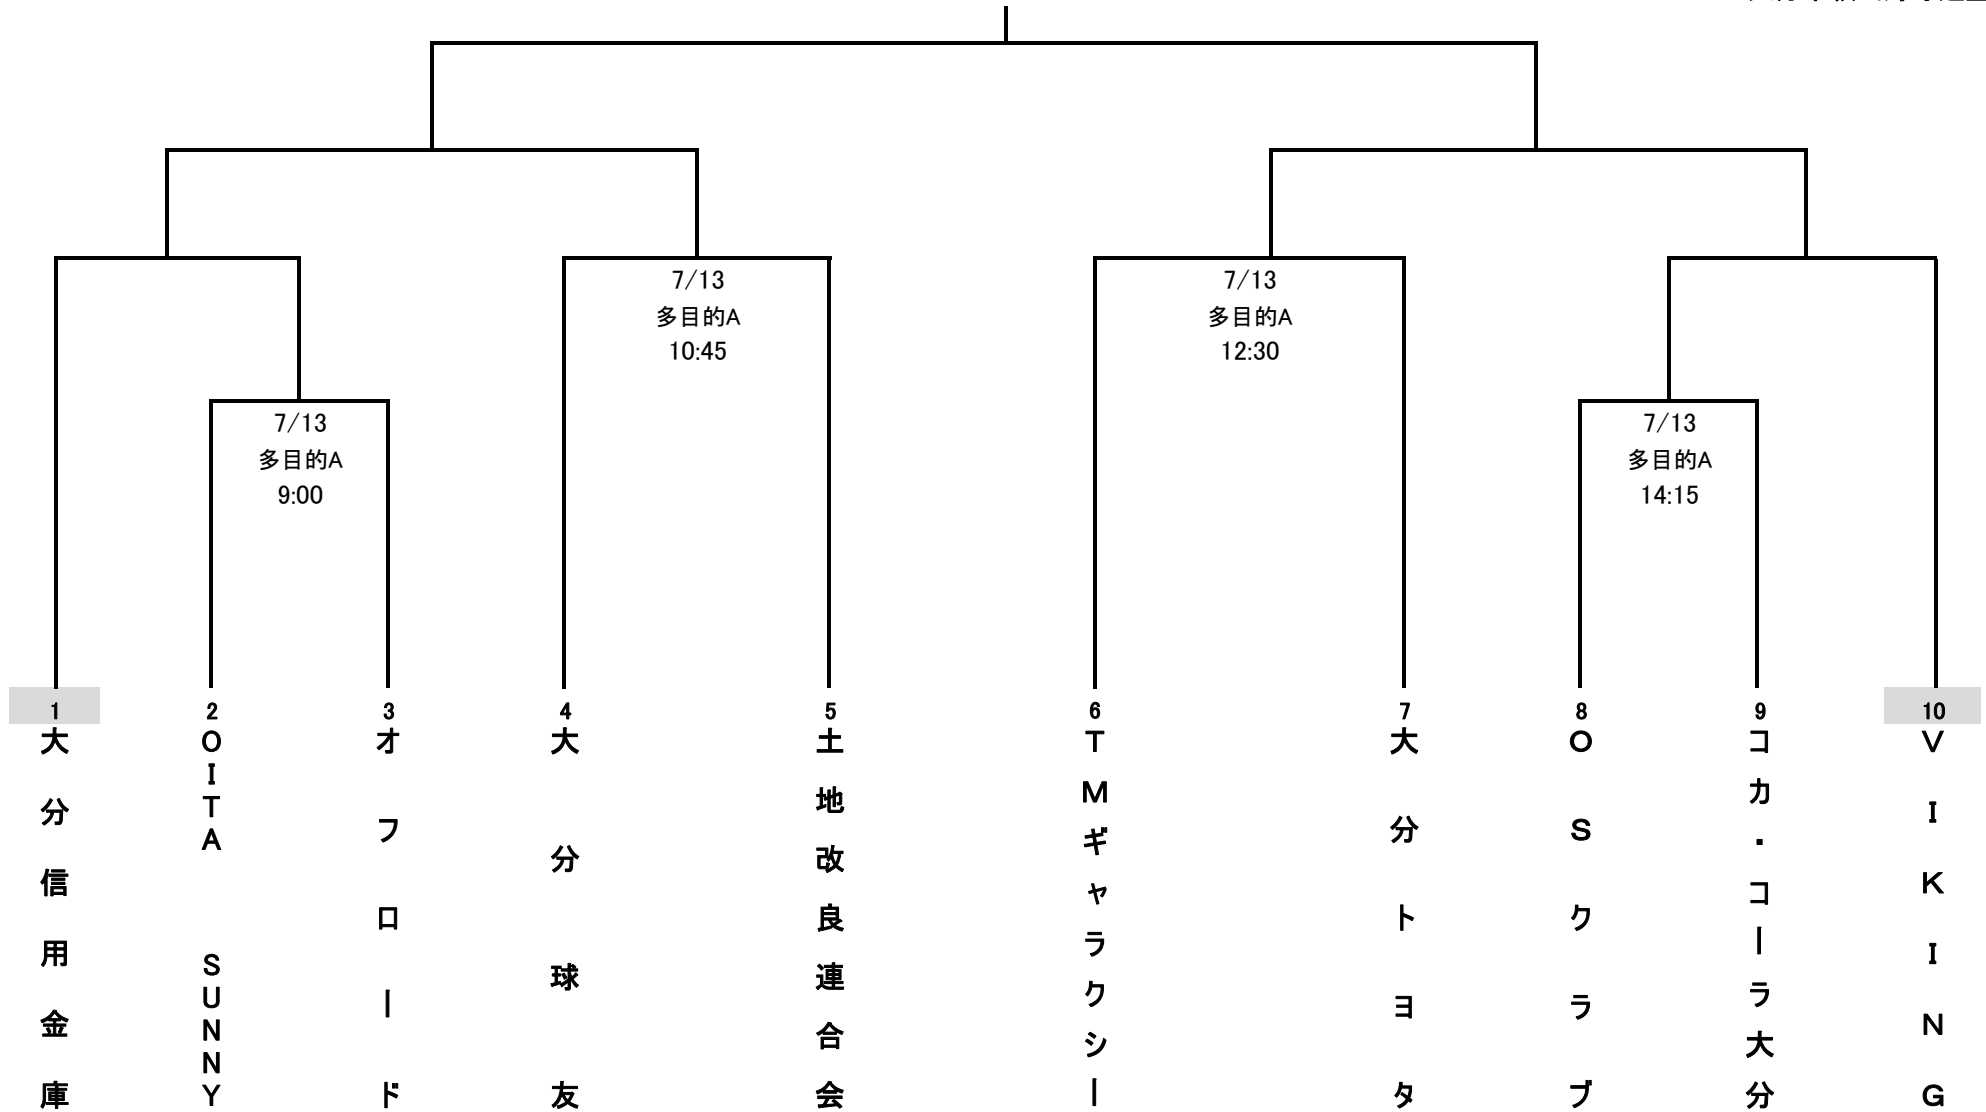 7/13
多目的A
10:45
7/13
多目的A
12:30
7/13
多目的A
9:00
7/13
多目的A
14:15
1
大分信用金庫
2
OITA SUNNY
3
オフロード
4
大分球友
5
土地改良連合会
6
TMギャラクシー
7
大分トヨタ
8
OSクラブ
9
コカ・コーラ大分
10
VIKING